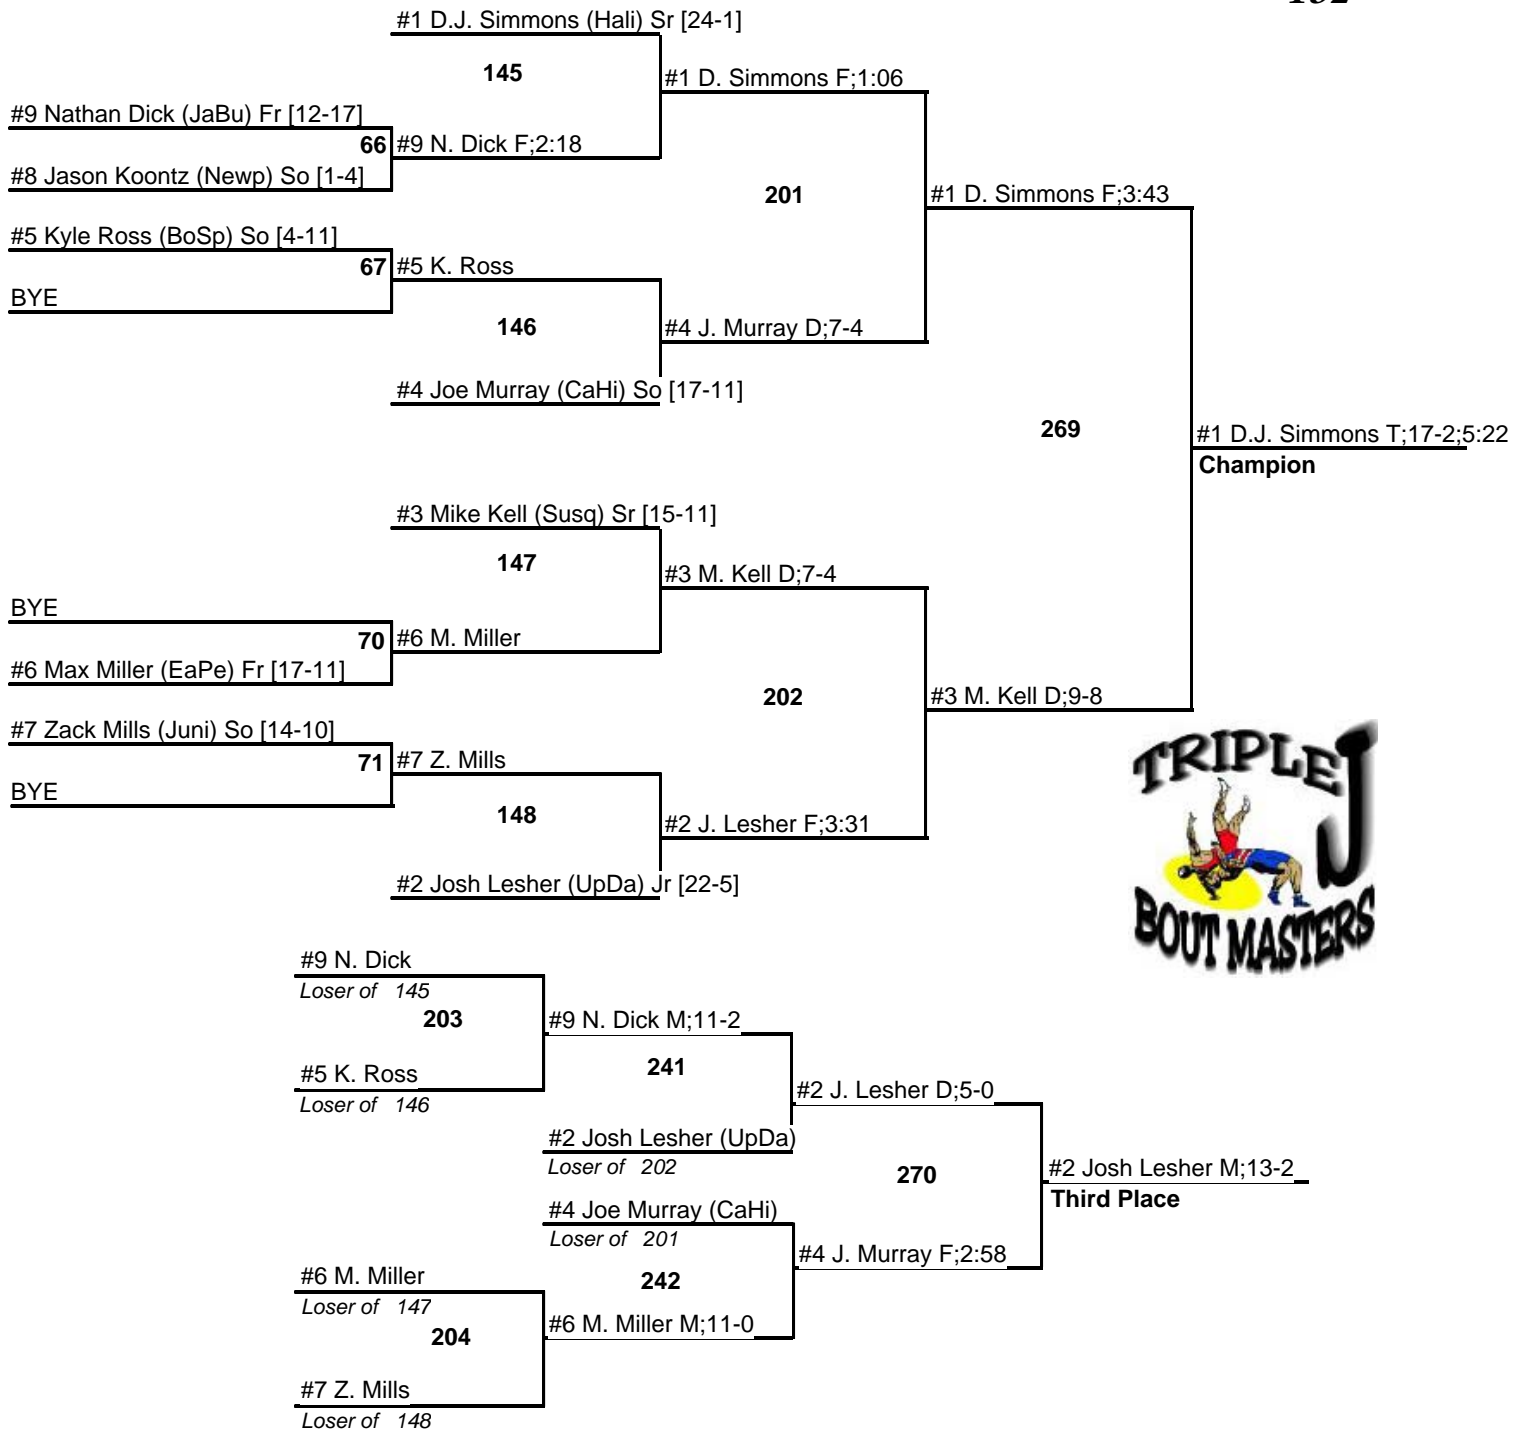 #1 D.J. Simmons (Hali) Sr [24-1]
145
#1 D. Simmons F;1:06
#9 Nathan Dick (JaBu) Fr [12-17]
66
#9 N. Dick F;2:18
#8 Jason Koontz (Newp) So [1-4]
201
#1 D. Simmons F;3:43
#5 Kyle Ross (BoSp) So [4-11]
67
#5 K. Ross
BYE
146
#4 J. Murray D;7-4
#4 Joe Murray (CaHi) So [17-11]
269
#1 D.J. Simmons T;17-2;5:22
Champion
#3 Mike Kell (Susq) Sr [15-11]
147
#3 M. Kell D;7-4
BYE
70
#6 M. Miller
#6 Max Miller (EaPe) Fr [17-11]
202
#3 M. Kell D;9-8
#7 Zack Mills (Juni) So [14-10]
71
#7 Z. Mills
BYE
148
#2 J. Lesher F;3:31
#2 Josh Lesher (UpDa) Jr [22-5]
TRIPLE J
BOUT MASTERS
#9 N. Dick
Loser of 145
203
#9 N. Dick M;11-2
#5 K. Ross
Loser of 146
241
#2 J. Lesher D;5-0
#2 Josh Lesher (UpDa)
Loser of 202
270
#2 Josh Lesher M;13-2
Third Place
#4 Joe Murray (CaHi)
Loser of 201
#4 J. Murray F;2:58
#6 M. Miller
Loser of 147
242
204
#6 M. Miller M;11-0
#7 Z. Mills
Loser of 148